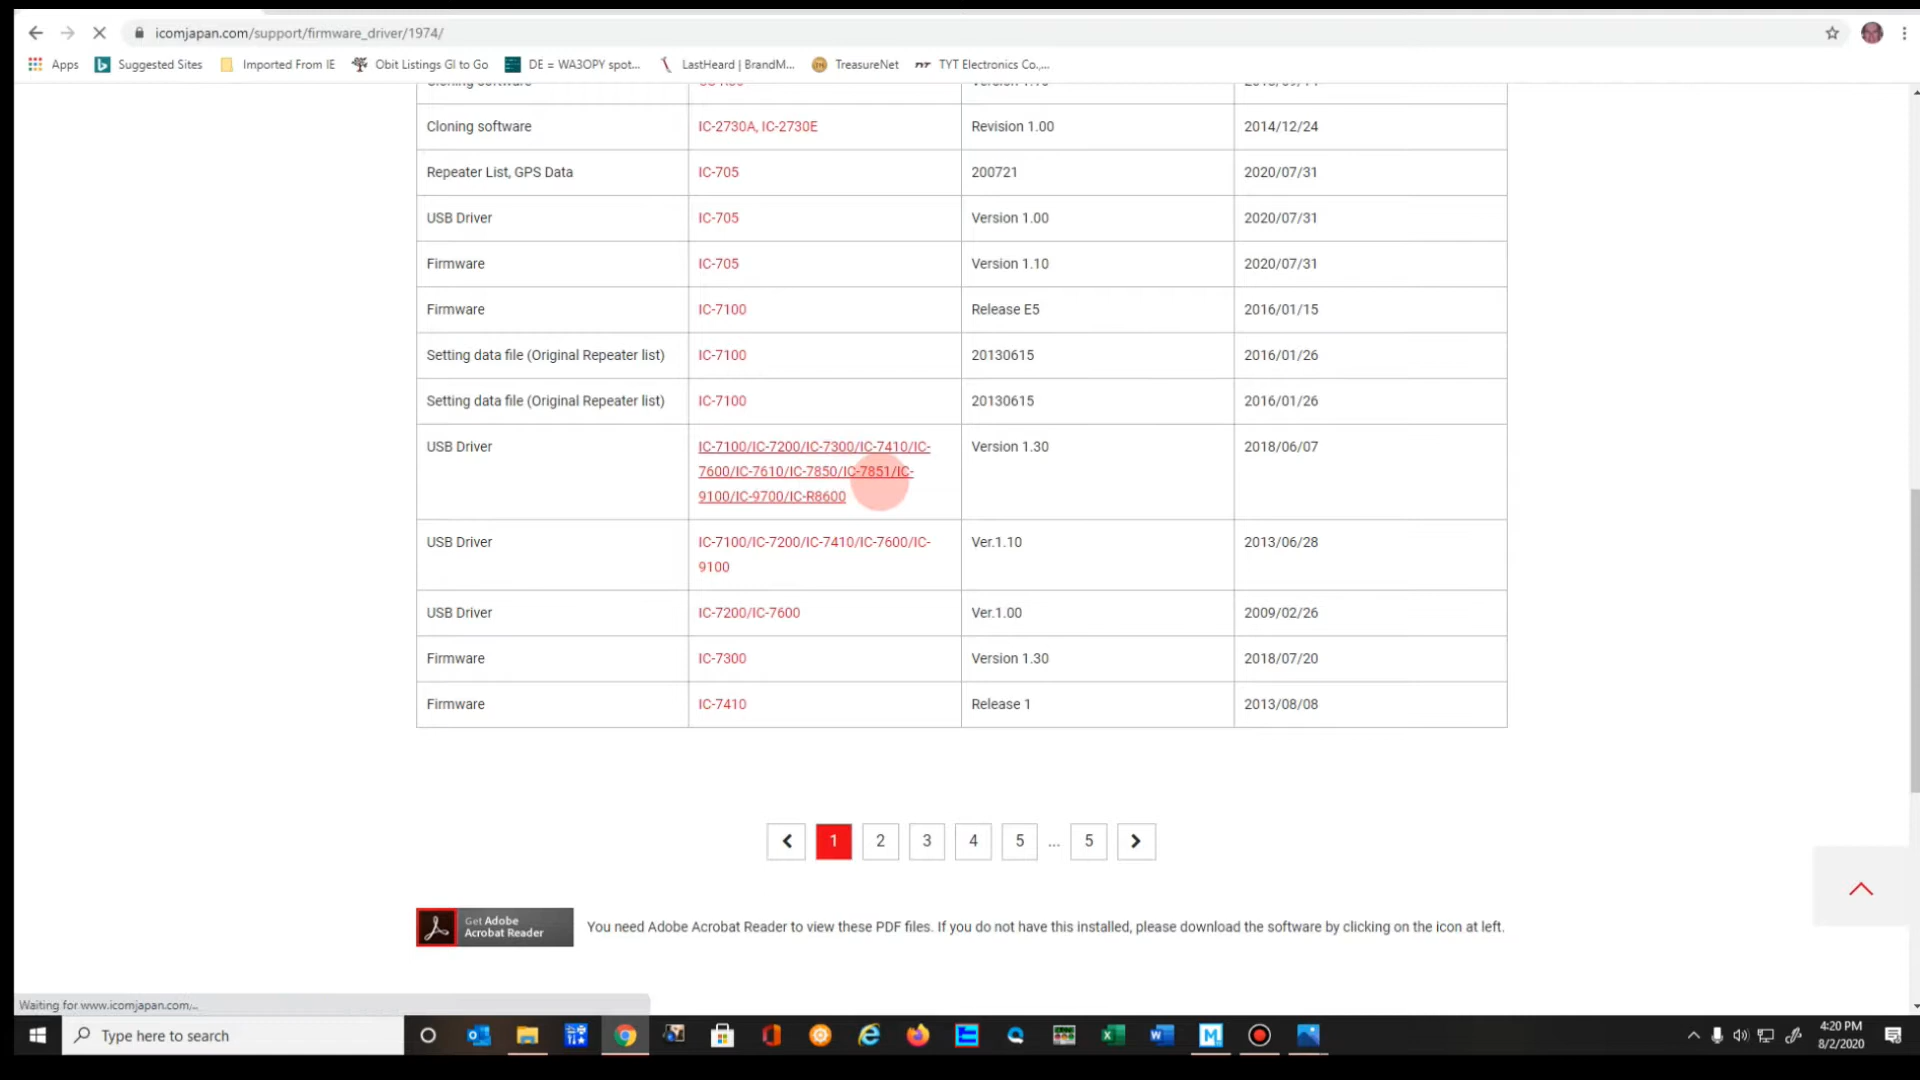 icomjapan.com/support/firmware_driver/1974/
Apps
Suggested Sites
Imported From IE
Obit Listings GI to Go
DE = WA3OPY spot...
LastHeard | BrandM...
TreasureNet
TYT Electronics Co.,...
Cloning software IC-2730A, IC-2730E Revision 1.00 2014/12/24
Repeater List, GPS Data IC-705 200721 2020/07/31
USB Driver IC-705 Version 1.00 2020/07/31
Firmware IC-705 Version 1.10 2020/07/31
Firmware IC-7100 Release E5 2016/01/15
Setting data file (Original Repeater list) IC-7100 20130615 2016/01/26
Setting data file (Original Repeater list) IC-7100 20130615 2016/01/26
USB Driver IC-7100/IC-7200/IC-7300/IC-7410/IC- Version 1.30 2018/06/07
7600/IC-7610/IC-7850/IC-7851/IC-
9100/IC-9700/IC-R8600
USB Driver IC-7100/IC-7200/IC-7410/IC-7600/IC- Ver.1.10 2013/06/28
9100
USB Driver IC-7200/IC-7600 Ver.1.00 2009/02/26
Firmware IC-7300 Version 1.30 2018/07/20
Firmware IC-7410 Release 1 2013/08/08
1 2 3 4 5 ... 5
Get Adobe
Acrobat Reader
You need Adobe Acrobat Reader to view these PDF files. If you do not have this installed, please download the software by clicking on the icon at left.
Waiting for www.icomjapan.com/...
Type here to search
4:20 PM
8/2/2020